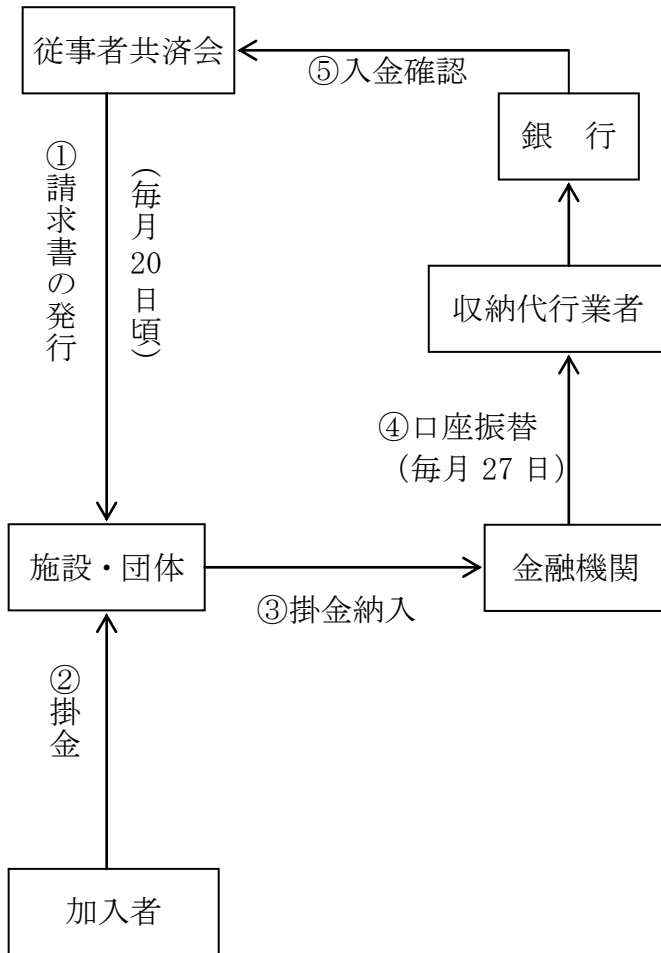 従事者共済会
⑤入金確認
銀　行
①請求書の発行
（毎月20日頃）
収納代行業者
④口座振替
（毎月 27 日）
施設・団体
金融機関
③掛金納入
②掛金
加入者